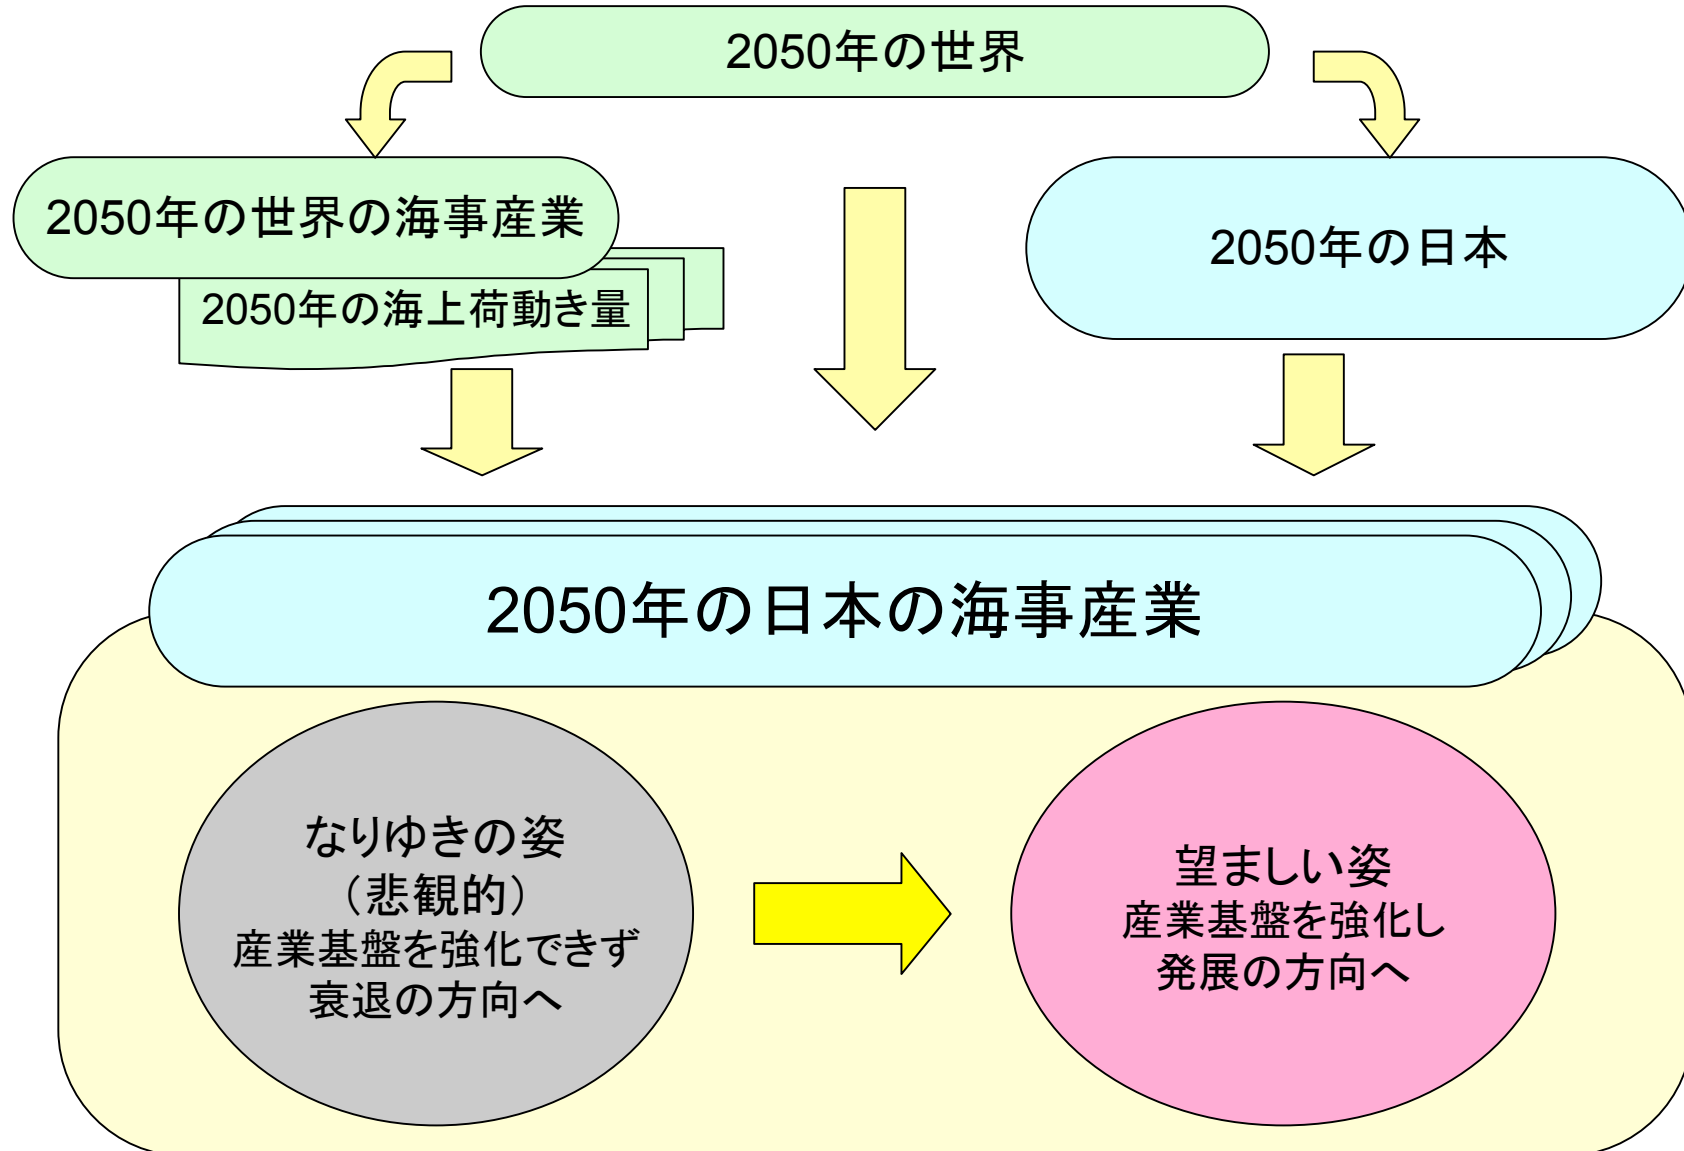 2050年の世界
2050年の世界の海事産業
2050年の海上荷動き量
2050年の日本
2050年の日本の海事産業
なりゆきの姿
（悲観的）
産業基盤を強化できず
衰退の方向へ
望ましい姿
産業基盤を強化し
発展の方向へ